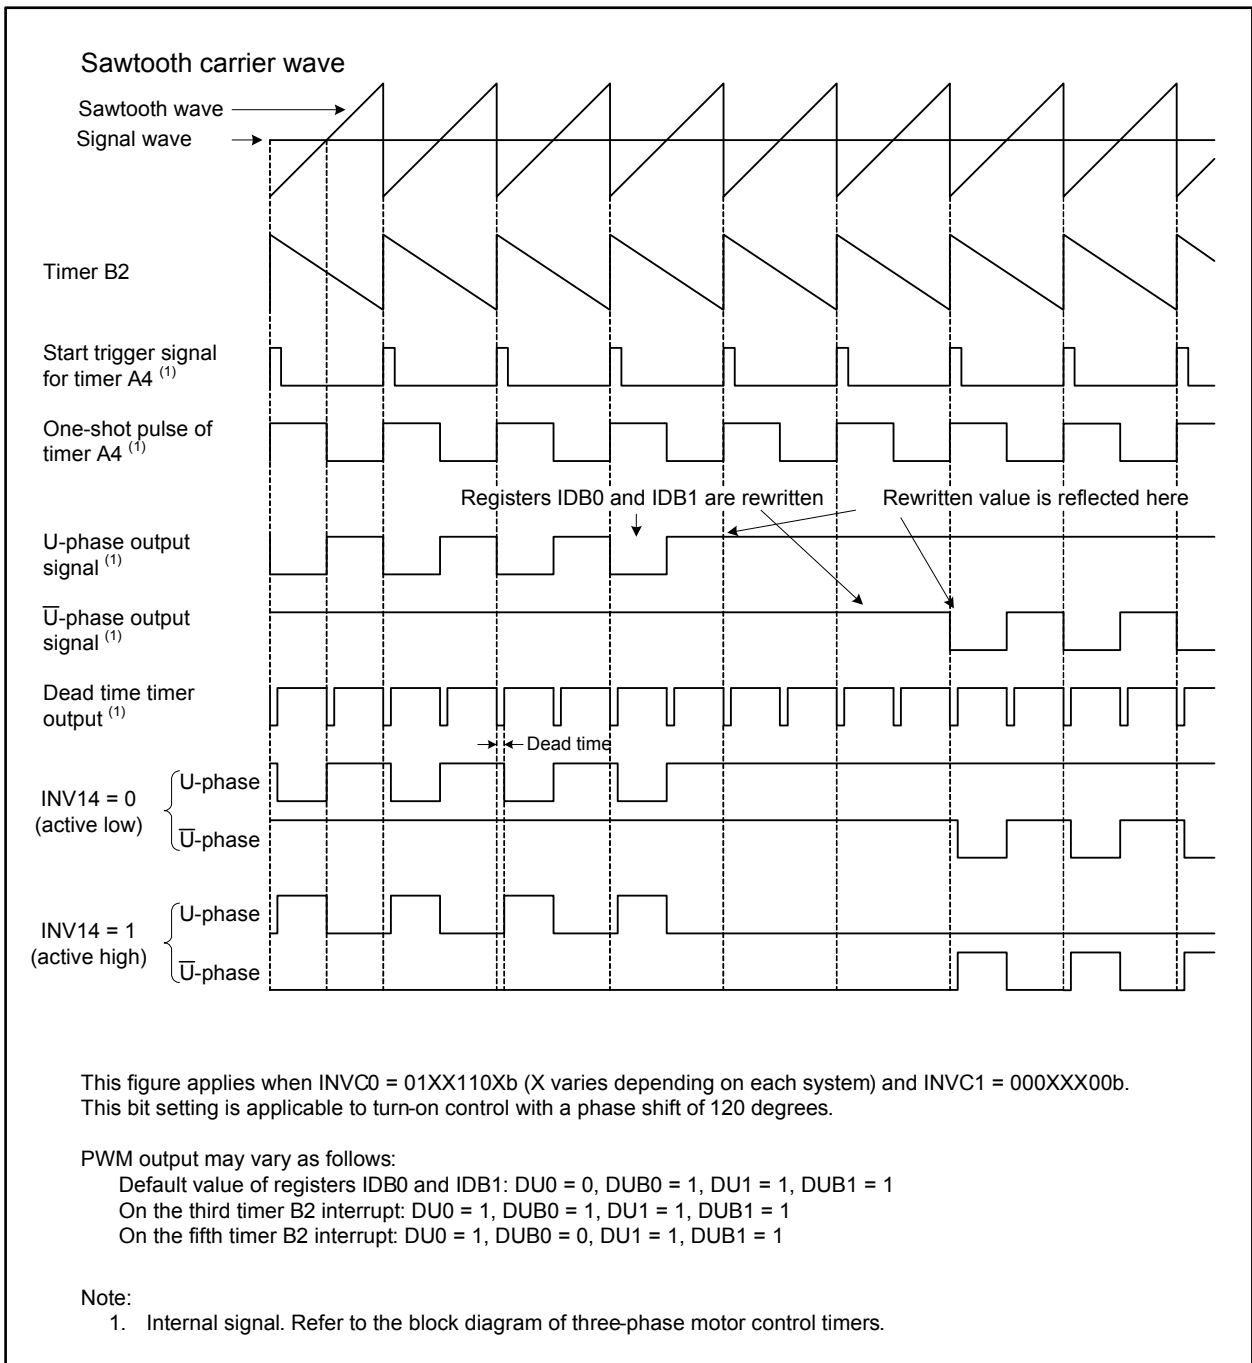 Sawtooth carrier wave
Sawtooth wave
Signal wave
Timer B2
Start trigger signal
for timer A4 (1)
One-shot pulse of
timer A4 (1)
Registers IDB0 and IDB1 are rewritten
Rewritten value is reflected here
U-phase output
signal (1)
U̅-phase output
signal (1)
Dead time timer
output (1)
Dead time
INV14 = 0
(active low)
U-phase
U̅-phase
INV14 = 1
(active high)
U-phase
U̅-phase
This figure applies when INVC0 = 01XX110Xb (X varies depending on each system) and INVC1 = 000XXX00b.
This bit setting is applicable to turn-on control with a phase shift of 120 degrees.
PWM output may vary as follows:
Default value of registers IDB0 and IDB1: DU0 = 0, DUB0 = 1, DU1 = 1, DUB1 = 1
On the third timer B2 interrupt: DU0 = 1, DUB0 = 1, DU1 = 1, DUB1 = 1
On the fifth timer B2 interrupt: DU0 = 1, DUB0 = 0, DU1 = 1, DUB1 = 1
Note:
1. Internal signal. Refer to the block diagram of three-phase motor control timers.